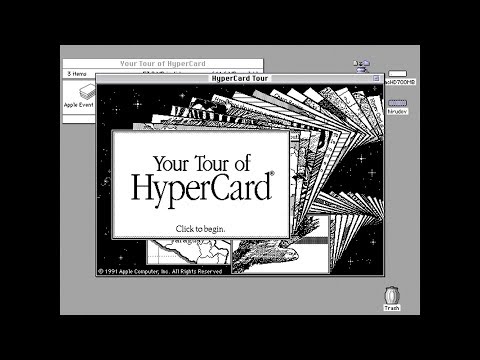 Your Tour of HyperCard
3 items
Apple Event
HyperCard Tour
Your Tour of
HyperCard®
Click to begin.
Paraguay
© 1991 Apple Computer, Inc. All Rights Reserved
Trash